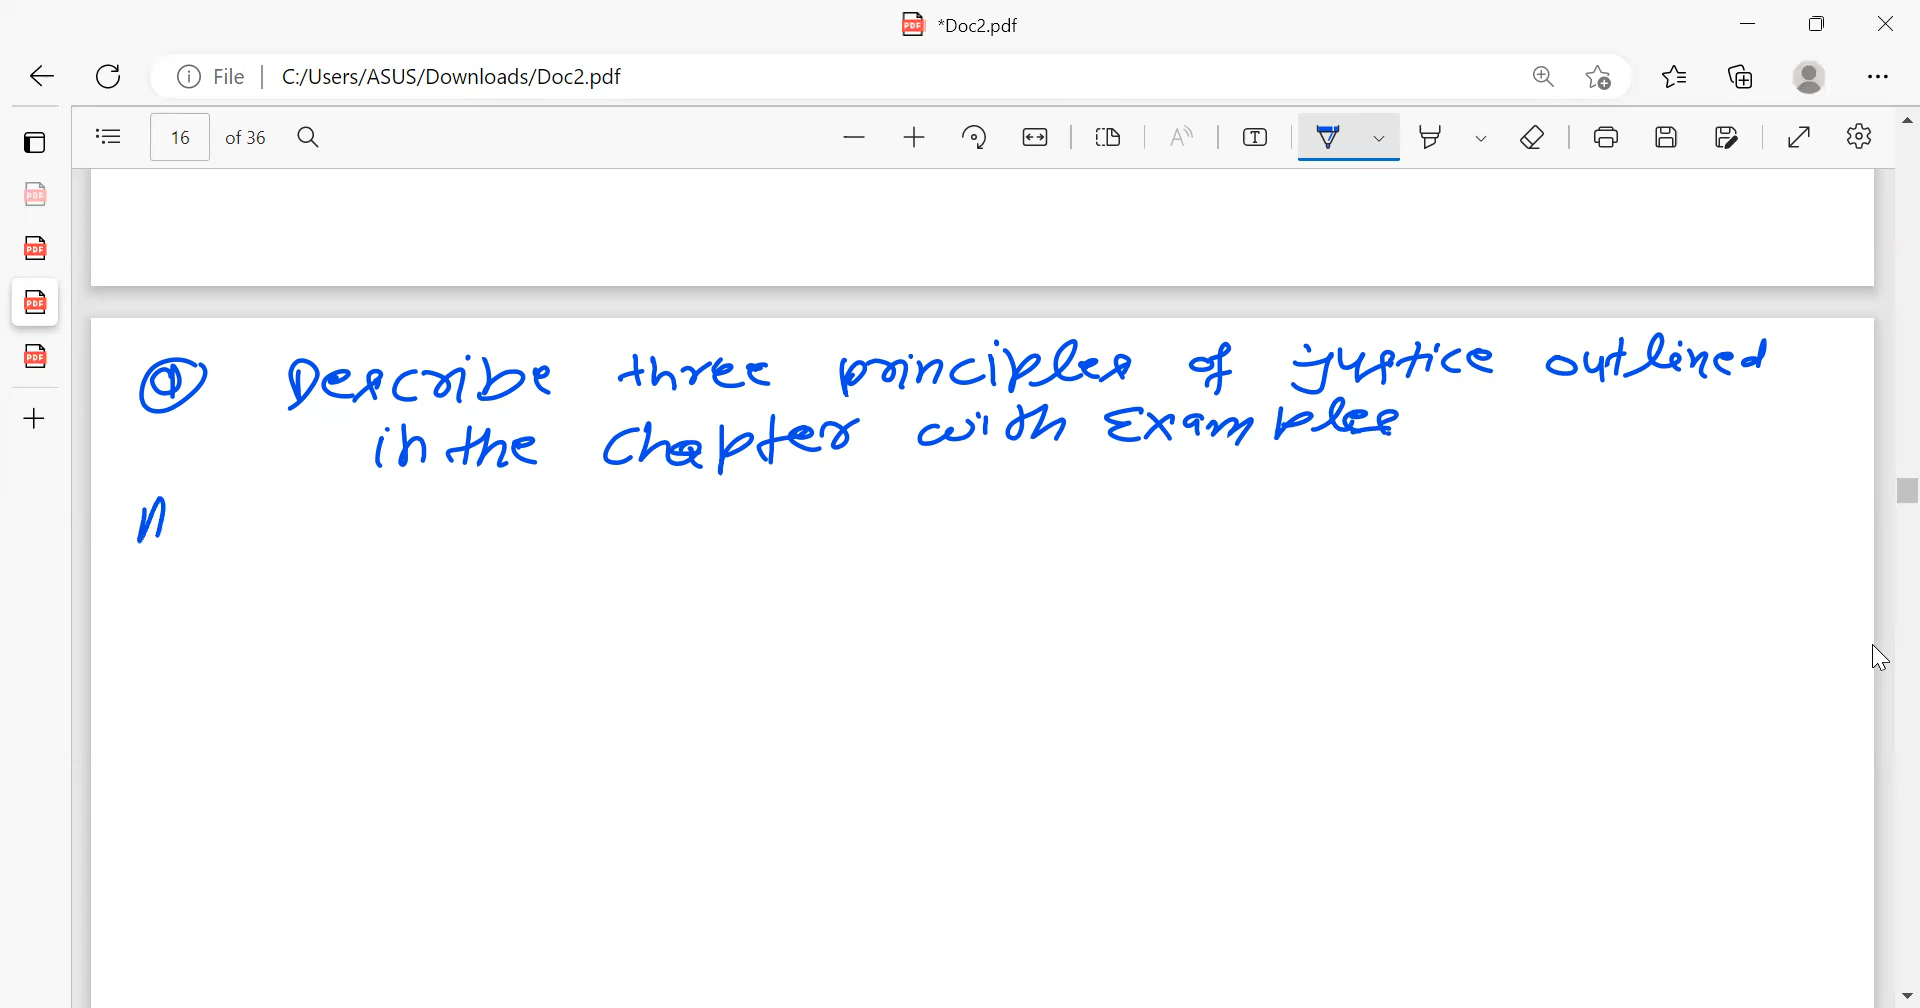 *Doc2.pdf
File | C:/Users/ASUS/Downloads/Doc2.pdf
16 of 36
Describe three principles of justice outlined
in the Chapter with Examples